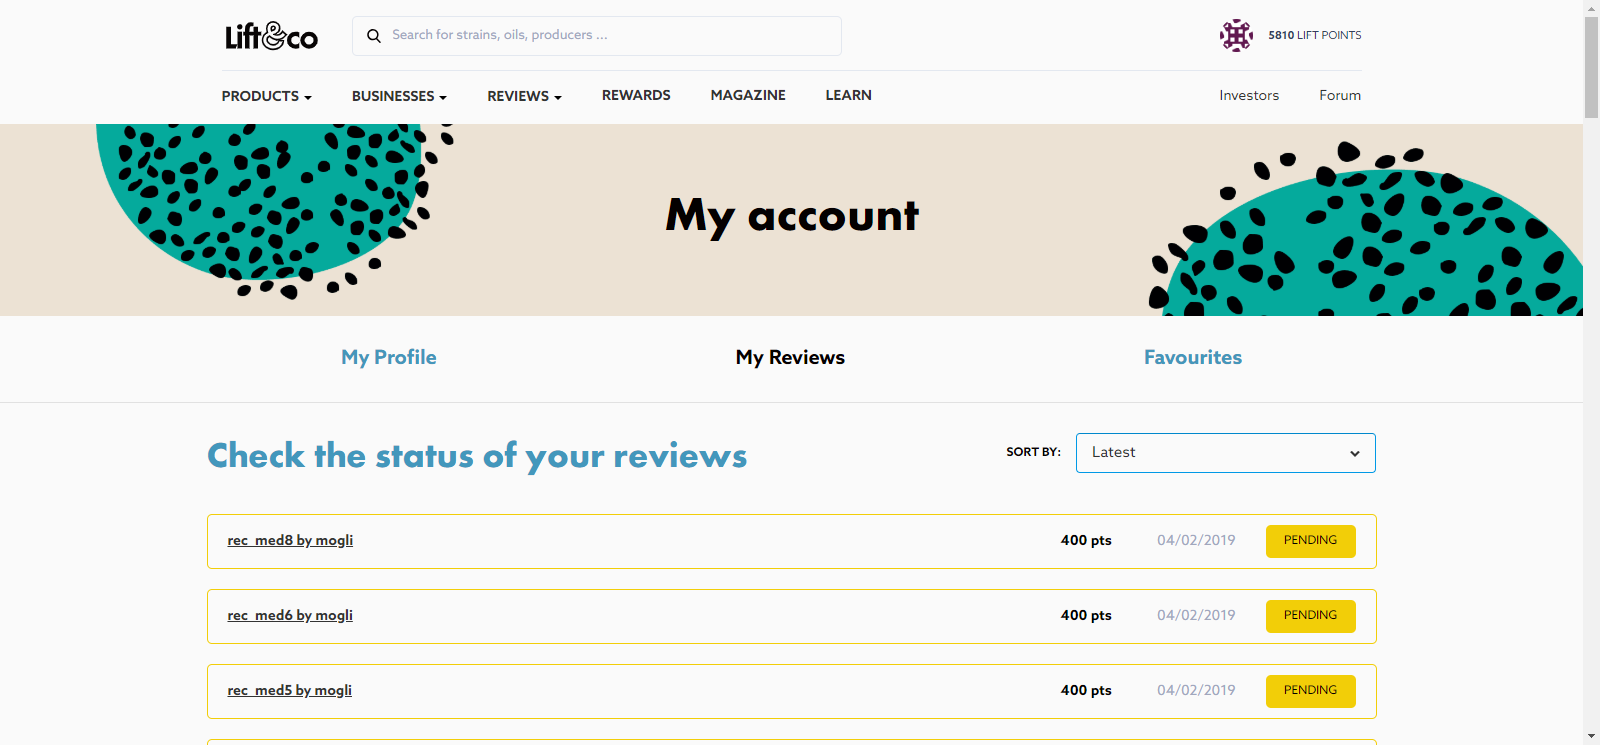 Lift&co
Search for strains, oils, producers ...
5810 LIFT POINTS
PRODUCTS
BUSINESSES
REVIEWS
REWARDS
MAGAZINE
LEARN
Investors
Forum
My account
My Profile
My Reviews
Favourites
Check the status of your reviews
SORT BY:
Latest
rec_med8 by mogli
400 pts
04/02/2019
PENDING
rec_med6 by mogli
400 pts
04/02/2019
PENDING
rec_med5 by mogli
400 pts
04/02/2019
PENDING